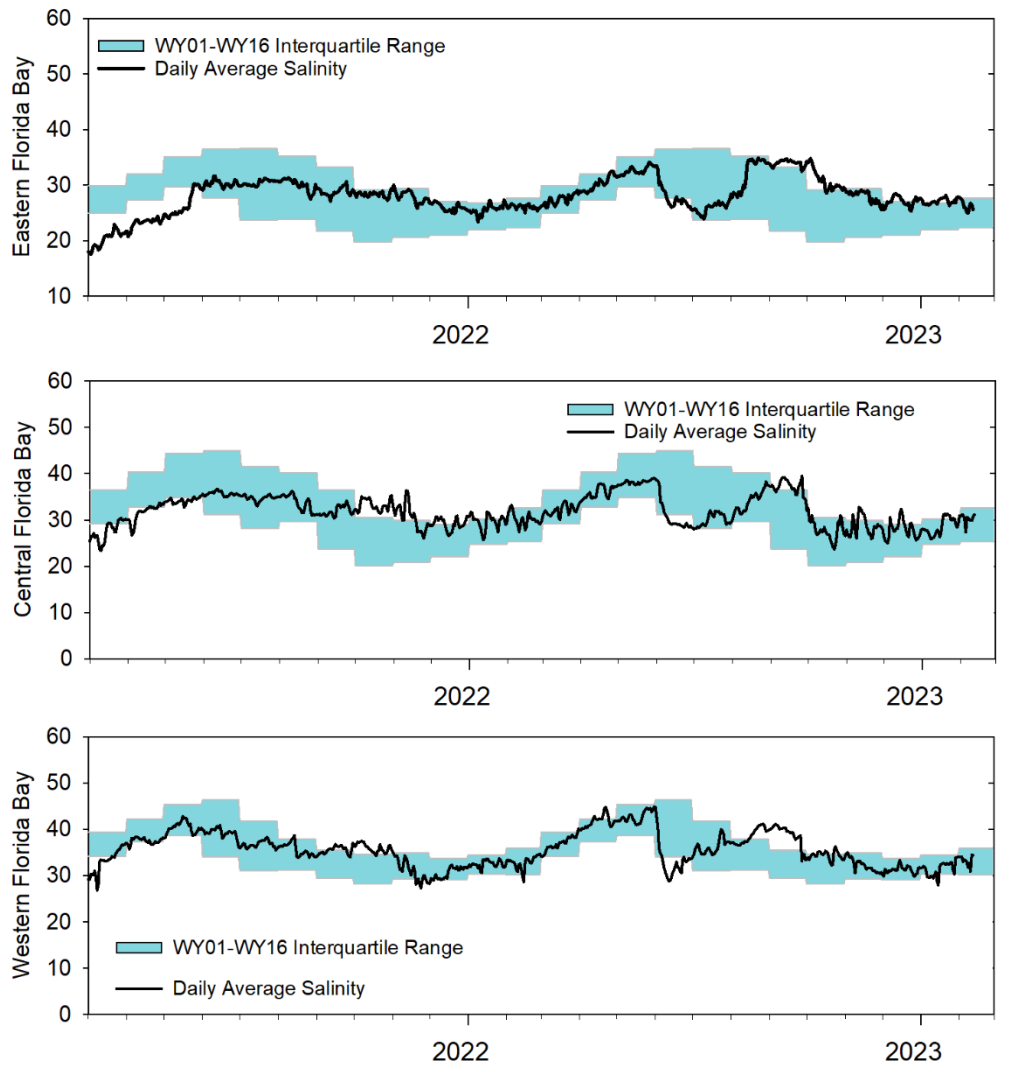 60
WY01-WY16 Interquartile Range
Daily Average Salinity
50
40
30
20
10
Eastern Florida Bay
2022
2023
60
WY01-WY16 Interquartile Range
Daily Average Salinity
50
40
30
20
10
0
Central Florida Bay
2022
2023
60
50
40
30
20
10
0
Western Florida Bay
WY01-WY16 Interquartile Range
Daily Average Salinity
2022
2023